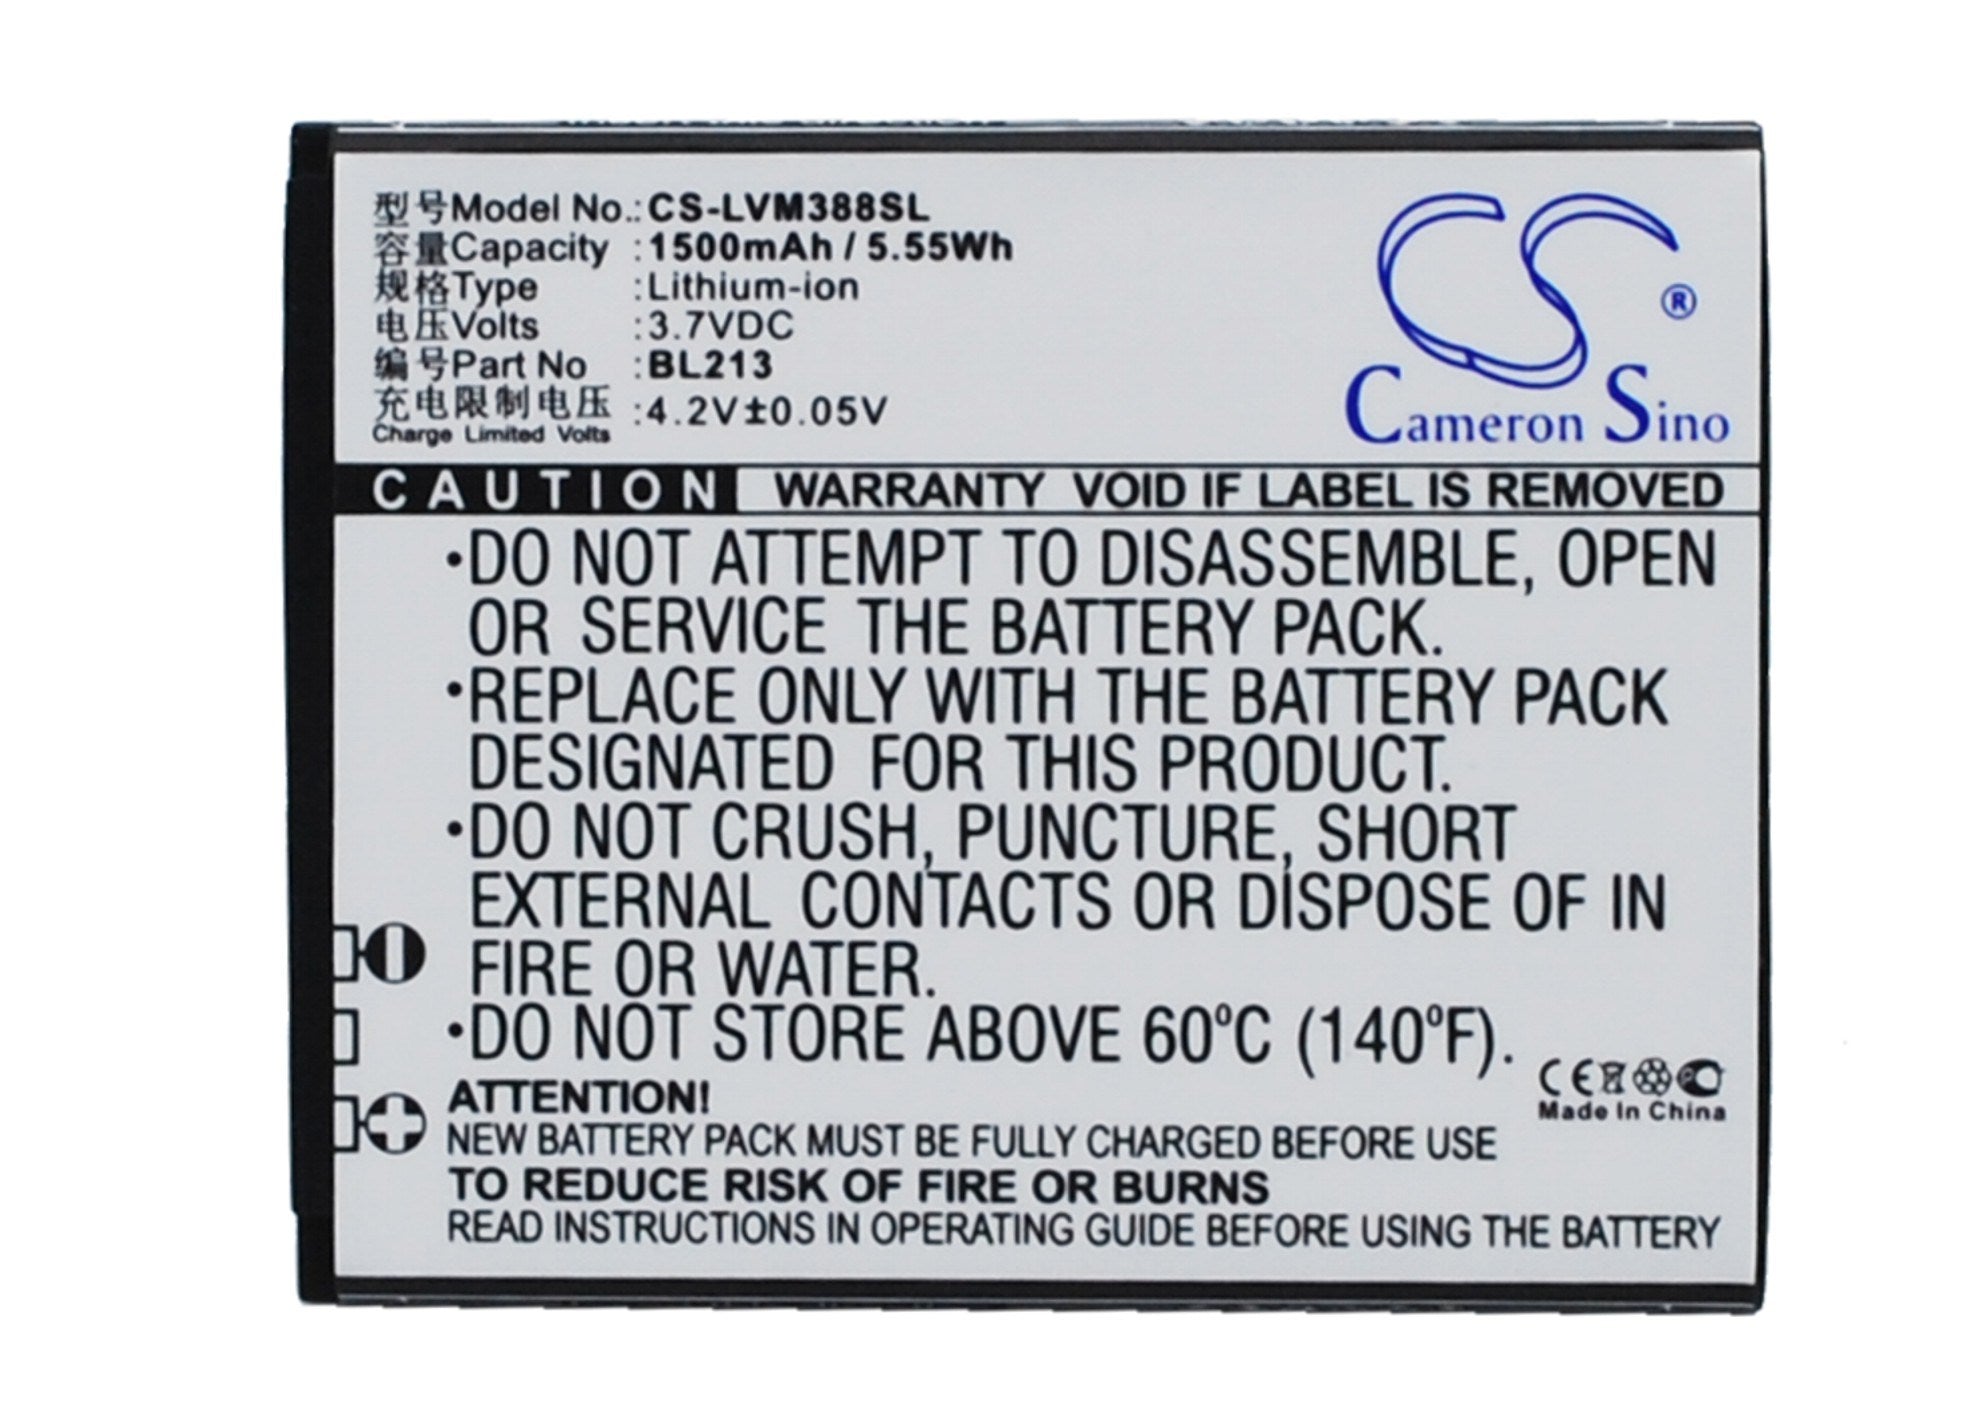 型号Model No.:CS-LVM388SL
容量Capacity :1500mAh / 5.55Wh
规格Type :Lithium-ion
电压Volts :3.7VDC
编号Part No :BL213
充电限制电压 :4.2V±0.05V
Charge Limited Volts
CS ®
Cameron Sino
CAUTION WARRANTY VOID IF LABEL IS REMOVED
•DO NOT ATTEMPT TO DISASSEMBLE, OPEN
OR SERVICE THE BATTERY PACK.
•REPLACE ONLY WITH THE BATTERY PACK
DESIGNATED FOR THIS PRODUCT.
•DO NOT CRUSH, PUNCTURE, SHORT
EXTERNAL CONTACTS OR DISPOSE OF IN
FIRE OR WATER.
•DO NOT STORE ABOVE 60ºC (140ºF).
CE
Made In China
ATTENTION!
NEW BATTERY PACK MUST BE FULLY CHARGED BEFORE USE
TO REDUCE RISK OF FIRE OR BURNS
READ INSTRUCTIONS IN OPERATING GUIDE BEFORE USING THE BATTERY